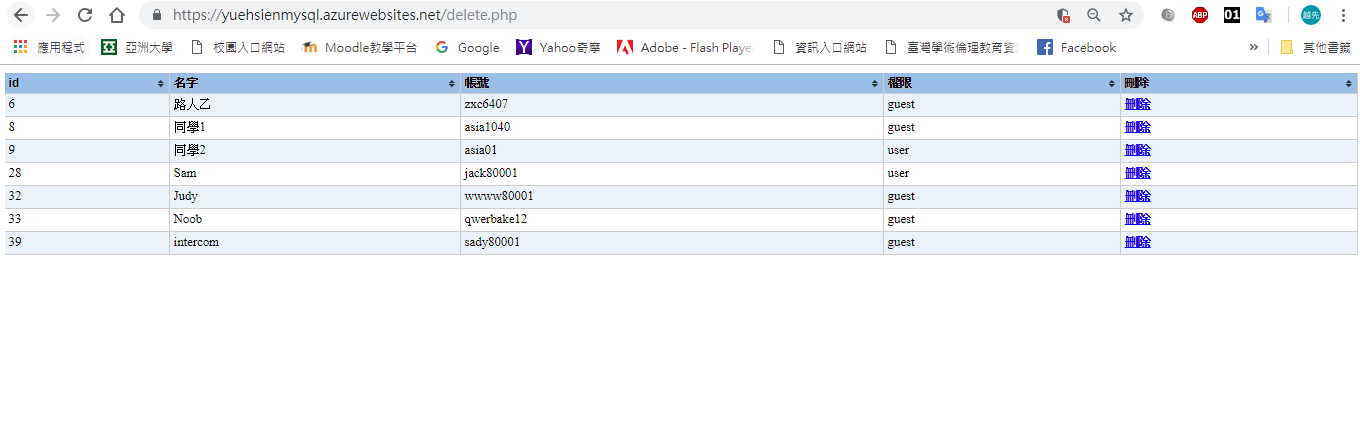 https://yuehsienmysql.azurewebsites.net/delete.php ABP 01 越先
應用程式 亞洲大學 校園入口網站 Moodle教學平台 Google Yahoo奇摩 Adobe - Flash Playe 資訊入口網站 臺灣學術倫理教育資 Facebook » 其他書籤
id 名字 帳號 權限 刪除
6 路人乙 zxc6407 guest 刪除
8 同學1 asia1040 guest 刪除
9 同學2 asia01 user 刪除
28 Sam jack80001 user 刪除
32 Judy wwww80001 guest 刪除
33 Noob qwerbake12 guest 刪除
39 intercom sady80001 guest 刪除